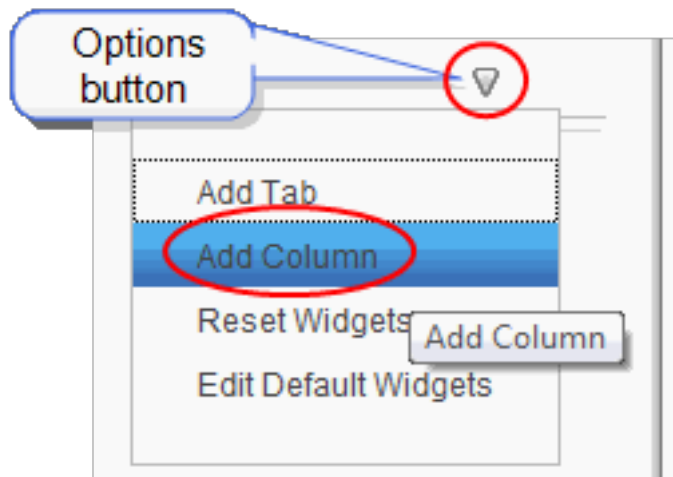 Options
button
Add Tab
Add Column
Reset Widgets
Add Column
Edit Default Widgets